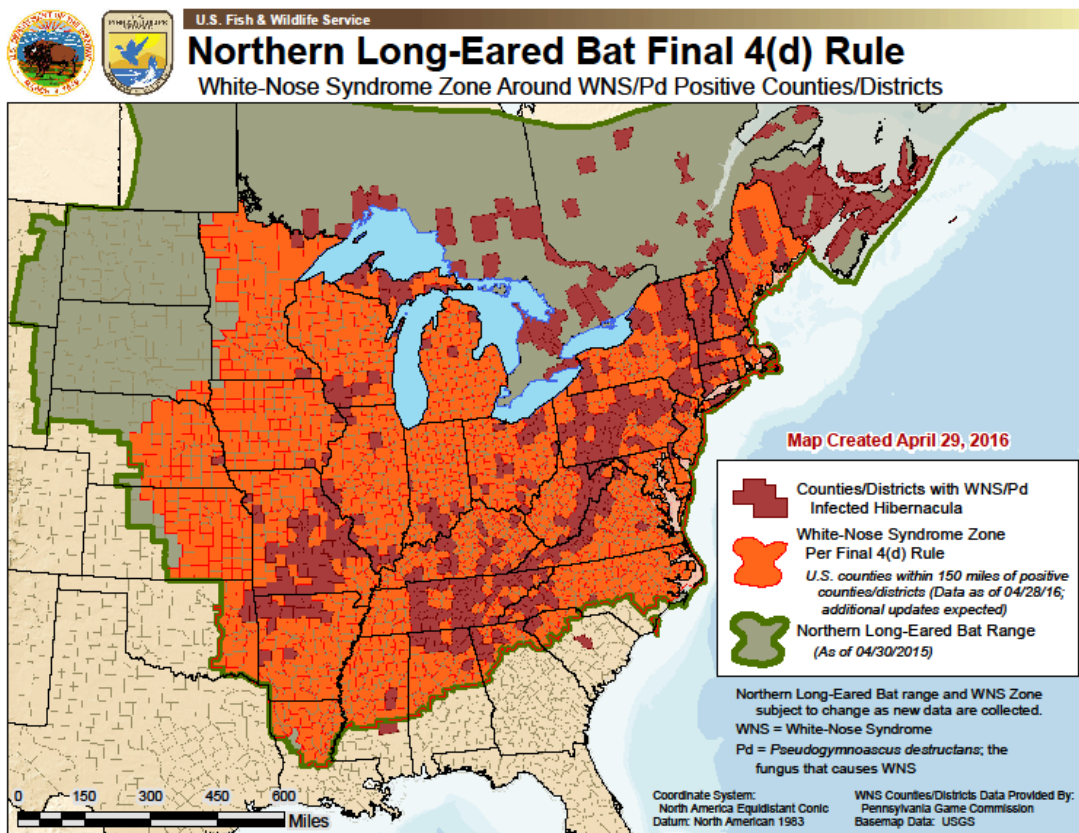 U.S. Fish & Wildlife Service
Northern Long-Eared Bat Final 4(d) Rule
White-Nose Syndrome Zone Around WNS/Pd Positive Counties/Districts
Map Created April 29, 2016
Counties/Districts with WNS/Pd
Infected Hibernacula
White-Nose Syndrome Zone
Per Final 4(d) Rule
U.S. counties within 150 miles of positive
counties/districts (Data as of 04/28/16;
additional updates expected)
Northern Long-Eared Bat Range
(As of 04/30/2015)
Northern Long-Eared Bat range and WNS Zone
subject to change as new data are collected.
WNS = White-Nose Syndrome
Pd = Pseudogymnoascus destructans; the
fungus that causes WNS
0 150 300 450 600
Miles
Coordinate System:
North America Equidistant Conic
Datum: North American 1983
WNS Counties/Districts Data Provided By:
Pennsylvania Game Commission
Basemap Data: USGS